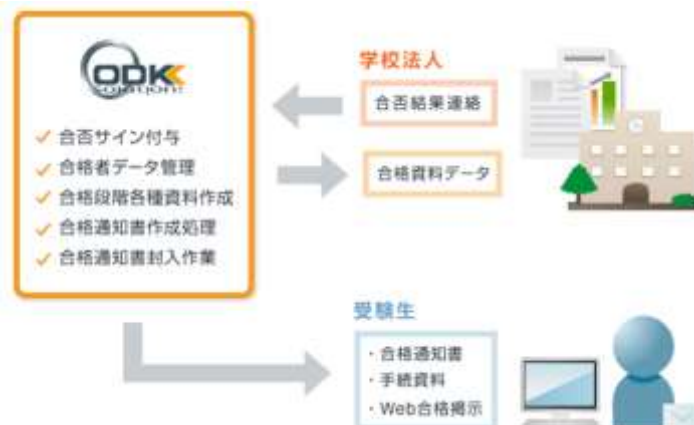 ODK
SOLUTIONS
合否サイン付与
合格者データ管理
合格段階各種資料作成
合格通知書作成処理
合格通知書封入作業
学校法人
合否結果連絡
合格資料データ
受験生
・合格通知書
・手続資料
・Web合格掲示